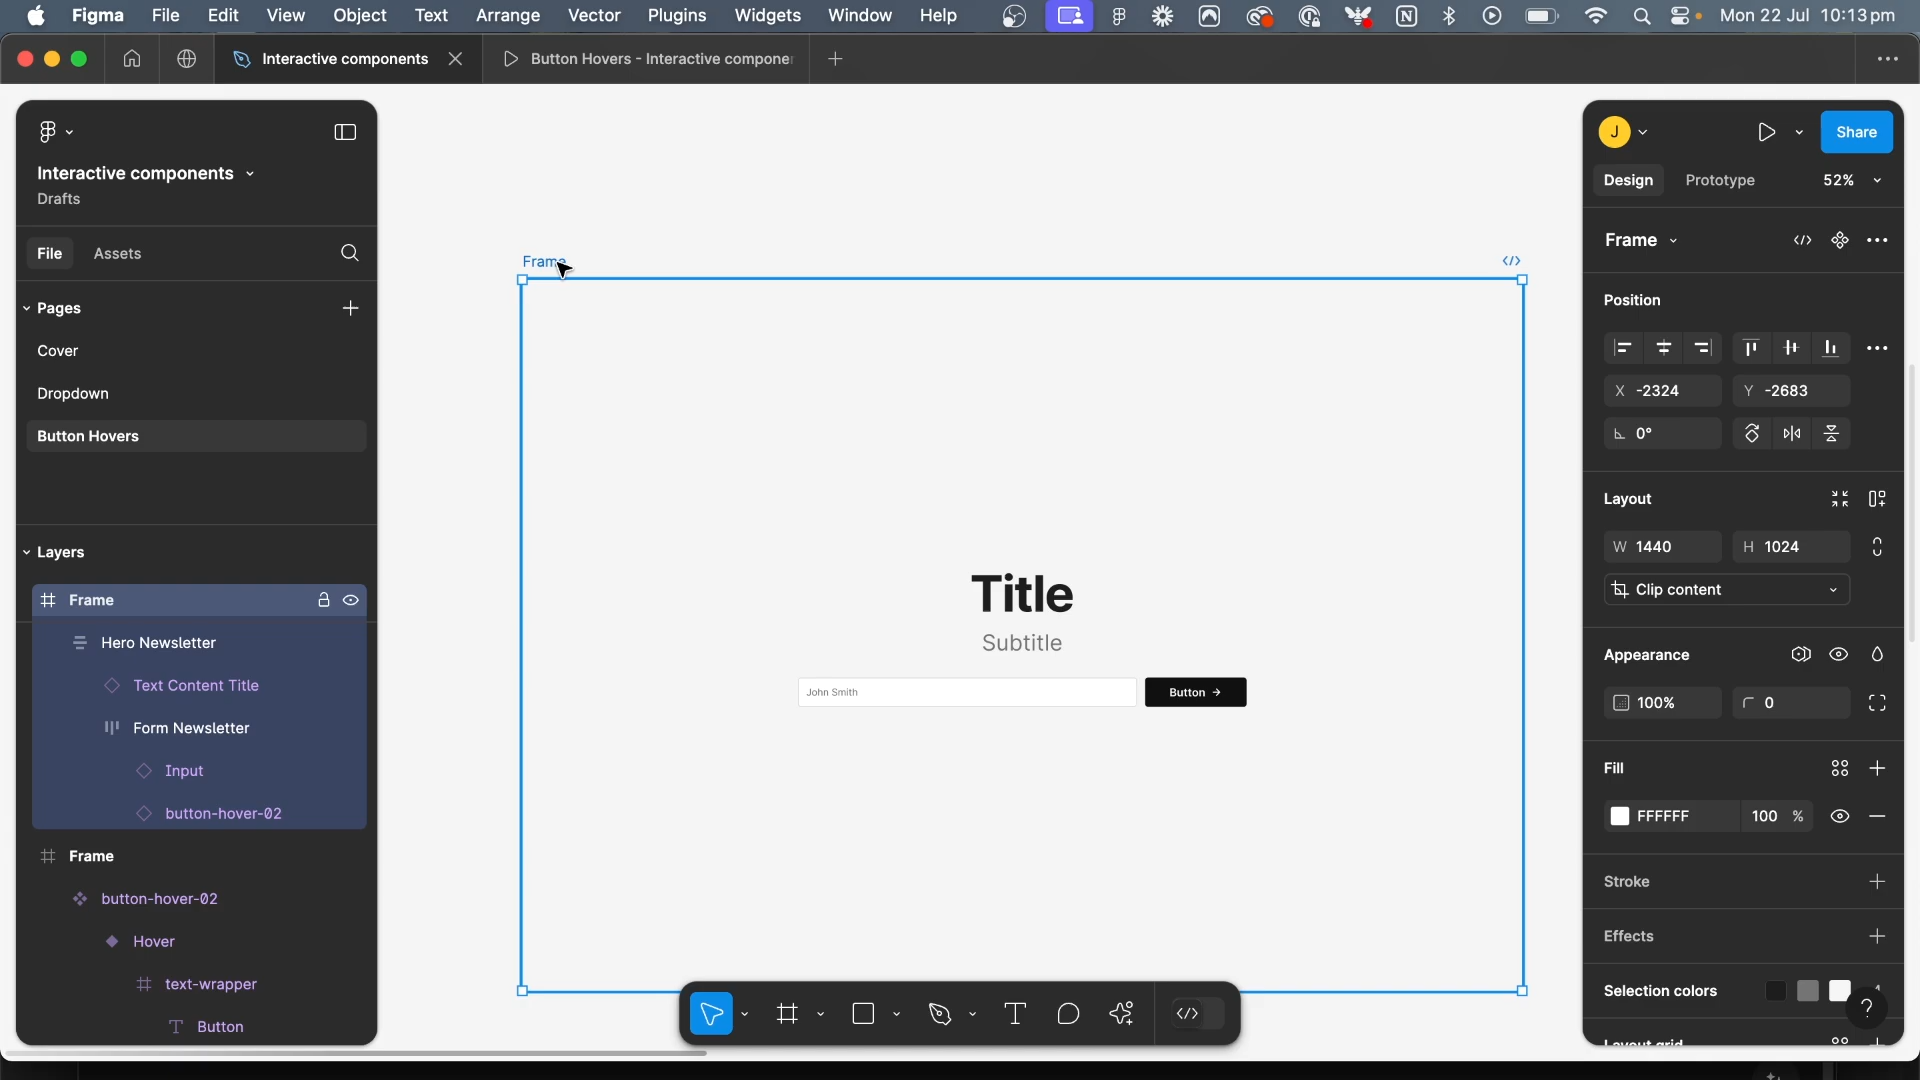 Figma File Edit View Object Text Arrange Vector Plugins Widgets Window Help Mon 22 Jul 10:13 pm
Interactive components Button Hovers - Interactive compone
Interactive components
Drafts
File Assets
Pages
Cover
Dropdown
Button Hovers
Layers
Frame
Hero Newsletter
Text Content Title
Form Newsletter
Input
button-hover-02
Frame
button-hover-02
Hover
text-wrapper
Button
Frame
Title
Subtitle
John Smith
Button →
J Share
Design Prototype 52%
Frame
Position
X -2324 Y -2683
0°
Layout
W 1440 H 1024
Clip content
Appearance
100% 0
Fill
FFFFFF 100 %
Stroke
Effects
Selection colors
?
Layout grid